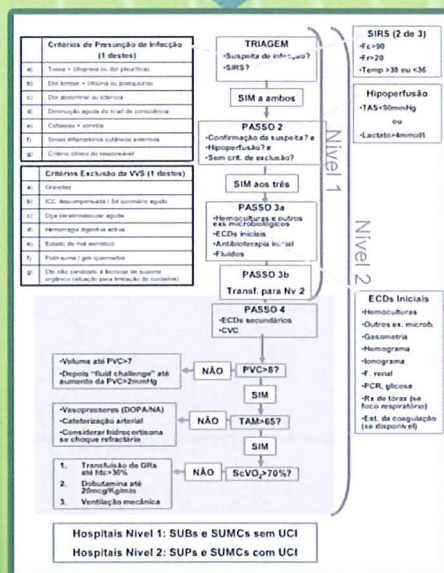 Critérios de Presunção de Infecção
(1 destes)
a) Tosse + (dispneia ou dor pleurítica)
b) Dor lombar + (disúria ou polaquiúria)
c) Dor abdominal ou icterícia
d) Diminuição aguda do nível de consciência
e) Cefaleias + vómitos
f) Sinais inflamatórios cutâneos extensos
g) Critério clínico do responsável
Critérios Exclusão da VVS (1 destes)
a) Gravidez
b) ICC descompensada / Sd coronário agudo
c) Dça cerebrovascular aguda
d) Hemorragia digestiva activa
e) Estado de mal asmático
f) Politrauma / gde queimados
g) Dte não candidato a técnicas de suporte
orgânico (situação para limitação de cuidados)
TRIAGEM
•Suspeita de infecção?
•SIRS?
SIM a ambos
PASSO 2
•Confirmação da suspeita? e
•Hipoperfusão? e
•Sem crit. de exclusão?
SIM aos três
PASSO 3a
•Hemoculturas e outros
ex microbiológicos
•ECDs iniciais
•Antibioterapia inicial
•Fluidos
PASSO 3b
Transf. para Nv 2
Nível 1
Nível 2
SIRS (2 de 3)
•Fc>90
•Fr>20
•Temp >38 ou <36
Hipoperfusão
•TAS<90mmHg
ou
•Lactato>4mmol/l
ECDs Iniciais
•Hemoculturas
•Outros ex. microb.
•Gasometria
•Hemograma
•Ionograma
•F. renal
•PCR, glicose
•Rx de tórax (se
foco respiratório)
•Est. da coagulação
(se disponível)
PASSO 4
•ECDs secundários
•CVC
•Volume até PVC>7
•Depois "fluid challenge" até
aumento da PVC>2mmHg
NÃO
PVC>8?
SIM
•Vasopressores (DOPA/NA)
•Cateterização arterial
•Considerar hidrocortisona
se choque refractário
NÃO
TAM>65?
SIM
1. Transfusão de GRs
até htc>30%
2. Dobutamina até
20mcg/Kg/min
3. Ventilação mecânica
NÃO
ScVO2>70%?
Hospitais Nível 1: SUBs e SUMCs sem UCI
Hospitais Nível 2: SUPs e SUMCs com UCI